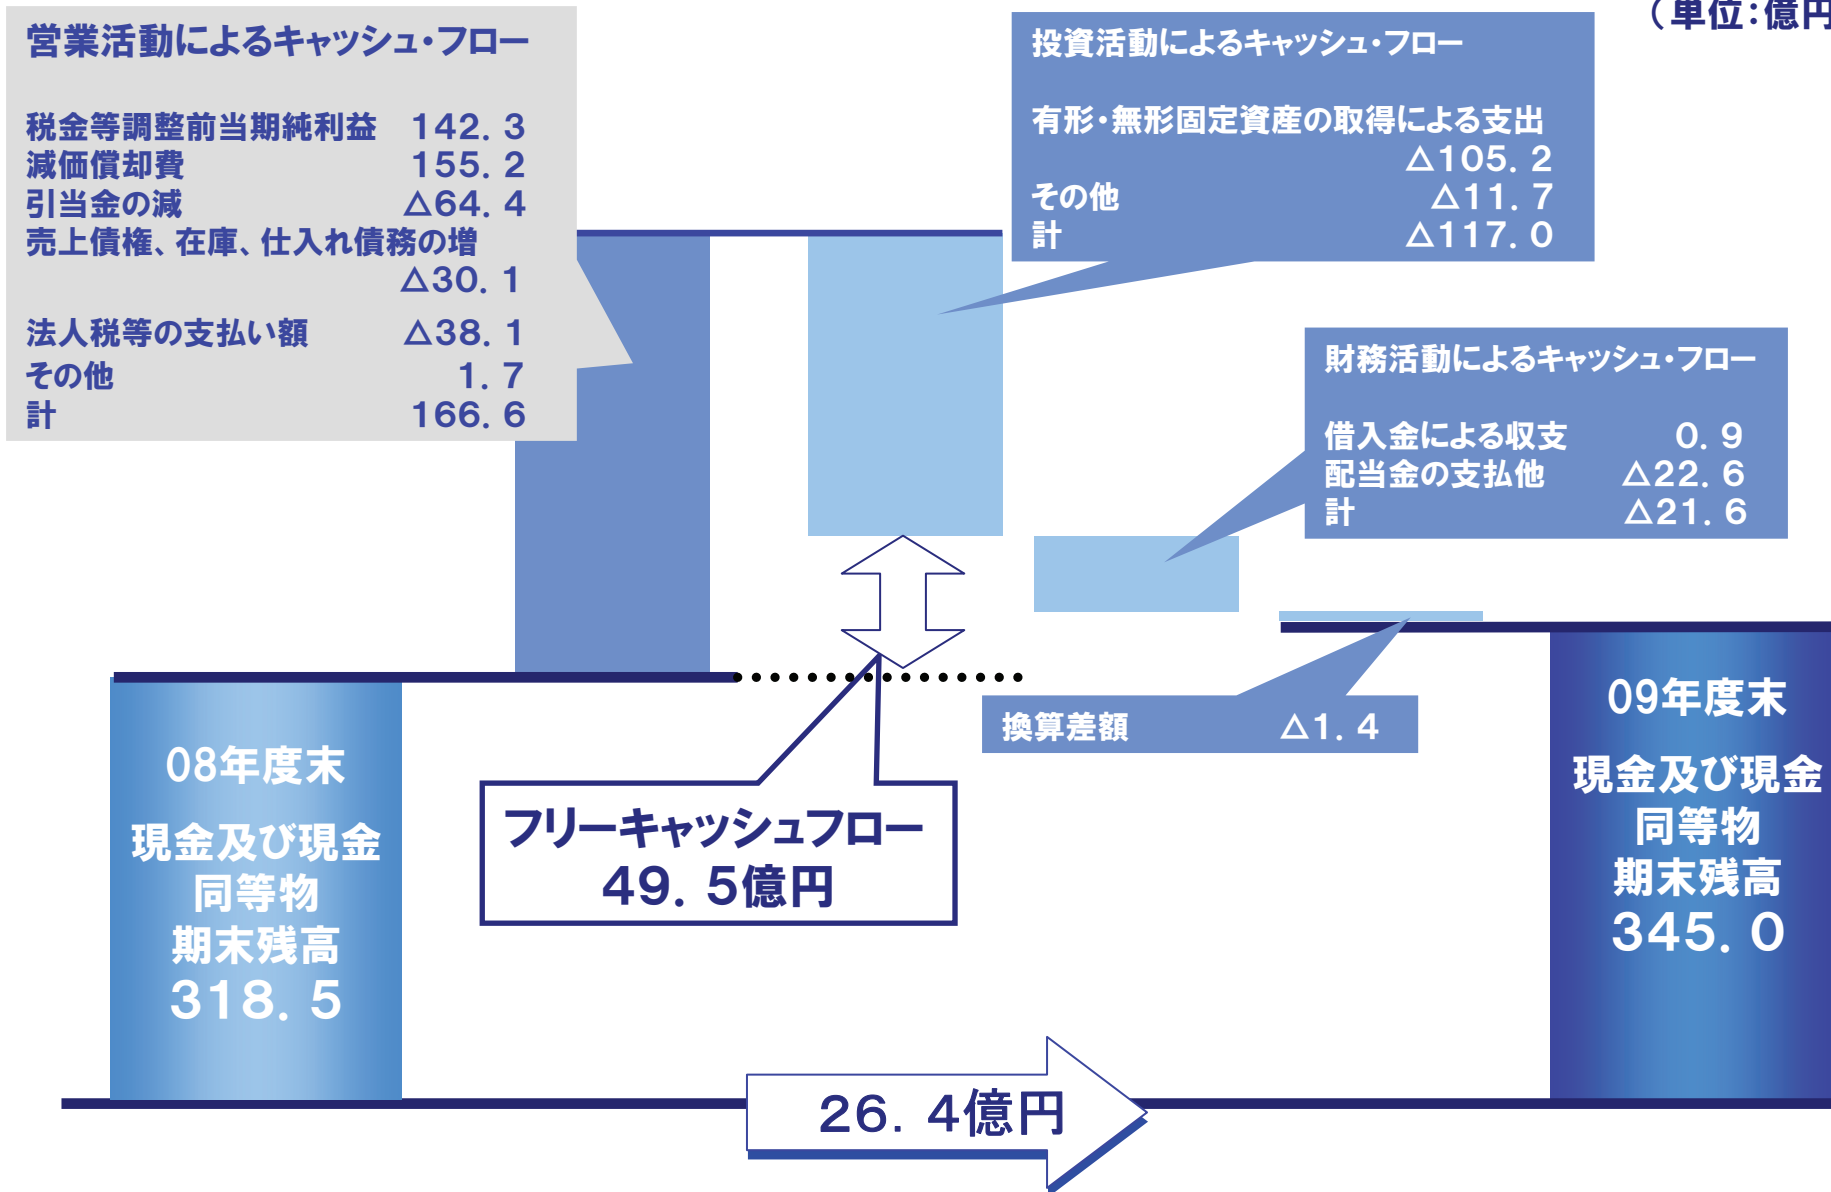 （単位：億円
営業活動によるキャッシュ・フロー
税金等調整前当期純利益 142．3
減価償却費 155．2
引当金の減 △64．4
売上債権、在庫、仕入れ債務の増
△30．1
法人税等の支払い額 △38．1
その他 1．7
計 166．6
投資活動によるキャッシュ・フロー
有形・無形固定資産の取得による支出
△105．2
その他 △11．7
計 △117．0
財務活動によるキャッシュ・フロー
借入金による収支 0．9
配当金の支払他 △22．6
計 △21．6
換算差額 △1．4
フリーキャッシュフロー
49．5億円
08年度末
現金及び現金
同等物
期末残高
318．5
09年度末
現金及び現金
同等物
期末残高
345．0
26．4億円